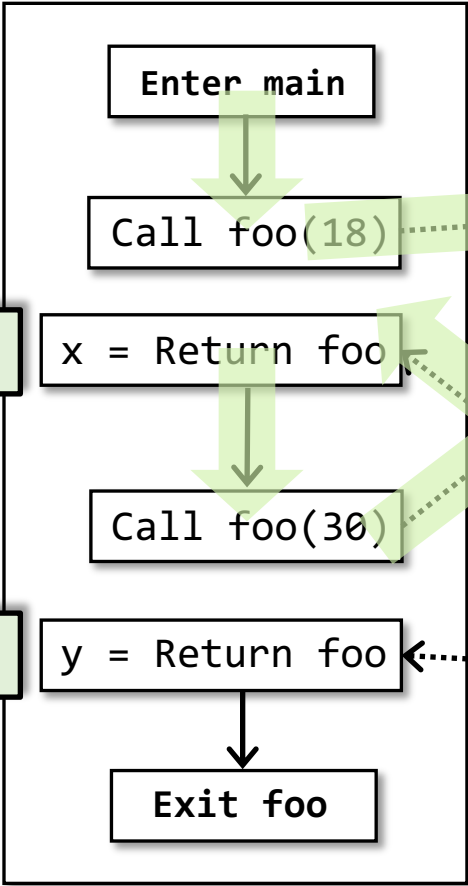 Enter main
Call foo(18)
x = Return foo
Call foo(30)
y = Return foo
Exit foo